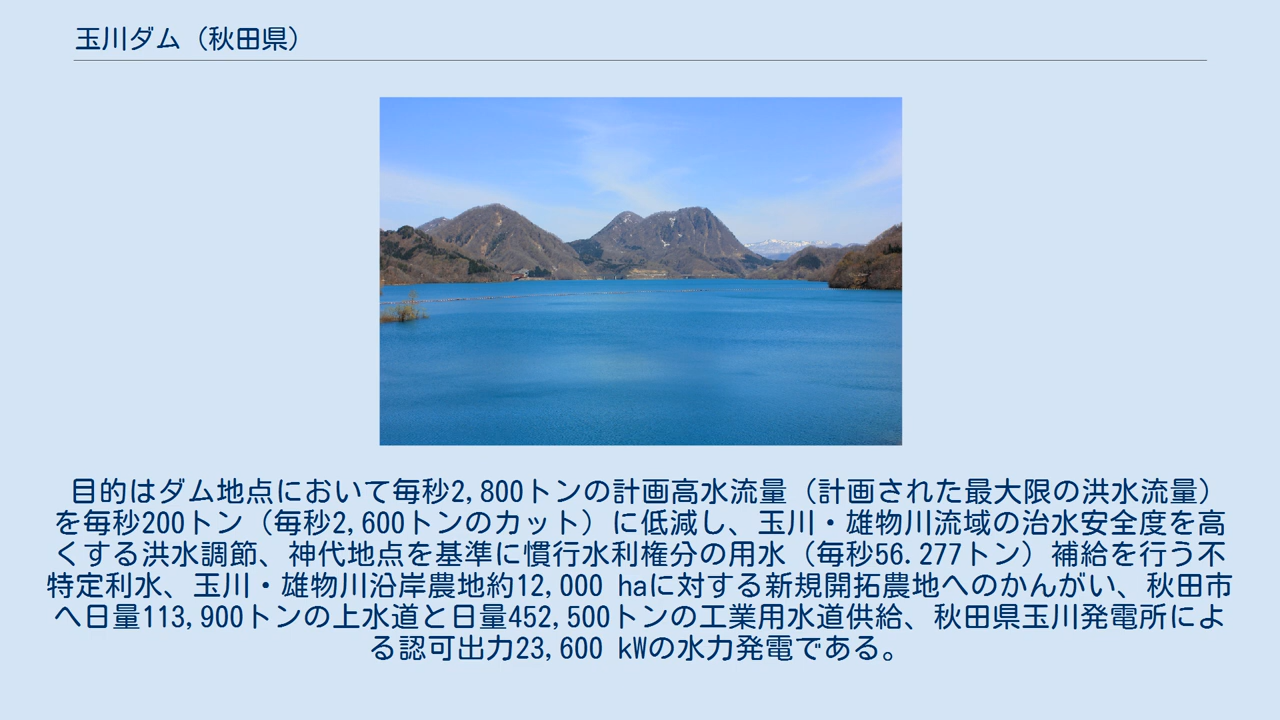 玉川ダム（秋田県）
目的はダム地点において毎秒2,800トンの計画高水流量（計画された最大限の洪水流量）
を毎秒200トン（毎秒2,600トンのカット）に低減し、玉川・雄物川流域の治水安全度を高
くする洪水調節、神代地点を基準に慣行水利権分の用水（毎秒56.277トン）補給を行う不
特定利水、玉川・雄物川沿岸農地約12,000 haに対する新規開拓農地へのかんがい、秋田市
へ日量113,900トンの上水道と日量452,500トンの工業用水道供給、秋田県玉川発電所によ
る認可出力23,600 kWの水力発電である。